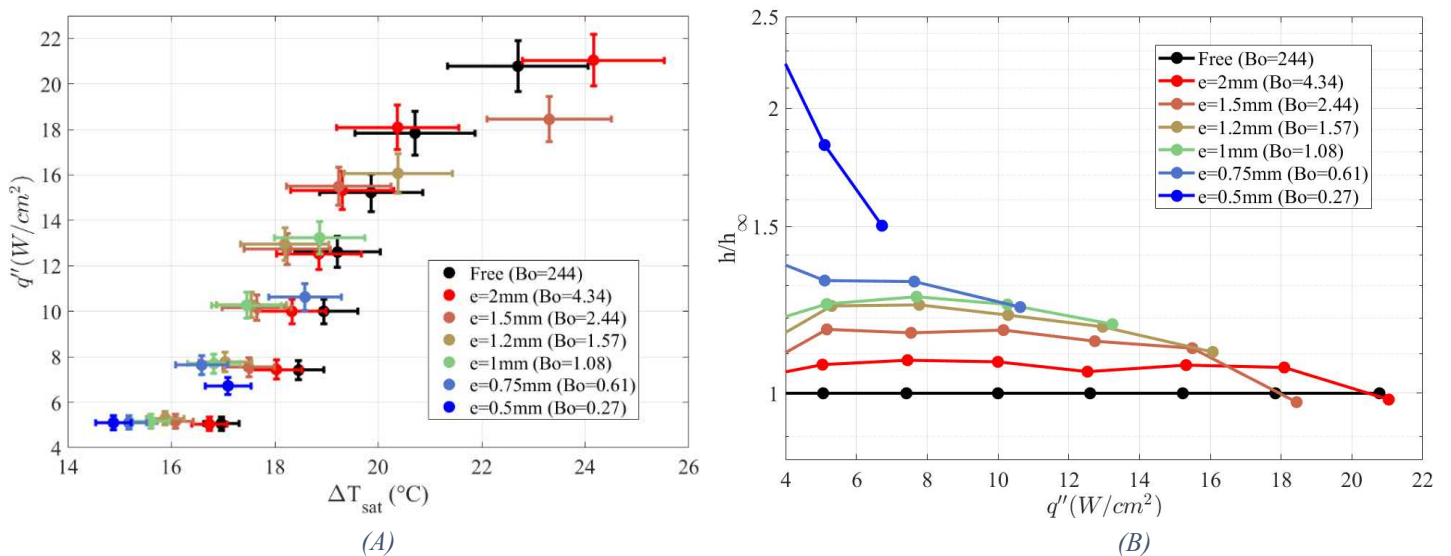 22
20
18
16
14
12
10
8
6
4
q''(W/cm²)
14 16 18 20 22 24 26
ΔT_sat (°C)
Free (Bo=244)
e=2mm (Bo=4.34)
e=1.5mm (Bo=2.44)
e=1.2mm (Bo=1.57)
e=1mm (Bo=1.08)
e=0.75mm (Bo=0.61)
e=0.5mm (Bo=0.27)
(A)
2.5
2
1.5
1
h/h_∞
4 6 8 10 12 14 16 18 20 22
q''(W/cm²)
Free (Bo=244)
e=2mm (Bo=4.34)
e=1.5mm (Bo=2.44)
e=1.2mm (Bo=1.57)
e=1mm (Bo=1.08)
e=0.75mm (Bo=0.61)
e=0.5mm (Bo=0.27)
(B)